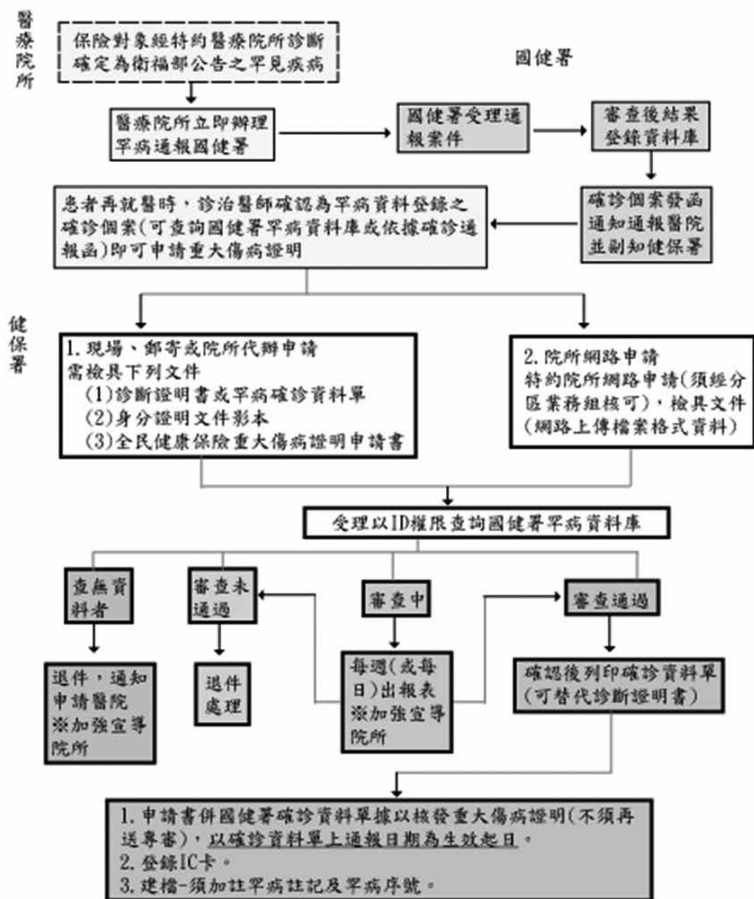 醫療院所
保險對象經特約醫療院所診斷
確定為衛福部公告之罕見疾病
國健署
醫療院所立即辦理
罕病通報國健署
國健署受理通
報案件
審查後結果
登錄資料庫
患者再就醫時、診治醫師確認為罕病資料登錄之
確診個案(可查詢國健署罕病資料庫或依據確診通
報函)即可申請重大傷病證明
確診個案發函
通知通報醫院
並副知健保署
健保署
1.現場、郵寄或院所代辦申請
需檢具下列文件
(1)診斷證明書或罕病確診資料單
(2)身分證明文件影本
(3)全民健康保險重大傷病證明申請書
2.院所網路申請
特約院所網路申請(須經分
區業務組核可),檢具文件
(網路上傳檔案格式資料)
受理以ID權限查詢國健署罕病資料庫
查無資
料者
審查未
通過
審查中
審查通過
退件,通知
申請醫院
※加強宣導
院所
退件
處理
每週(或每
日)出報表
※加強宣導
院所
確認後列印確診資料單
(可替代診斷證明書)
1.申請書併國健署確診資料單據以核發重大傷病證明(不須再
送專審),以確診資料單上通報日期為生效起日。
2.登錄IC卡。
3.建檔-須加註罕病註記及罕病序號。